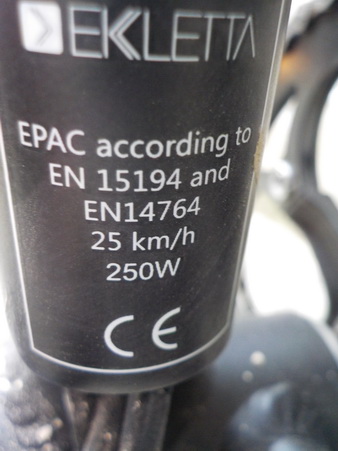 EKLETTA
EPAC according to
EN 15194 and
EN14764
25 km/h
250W
CE